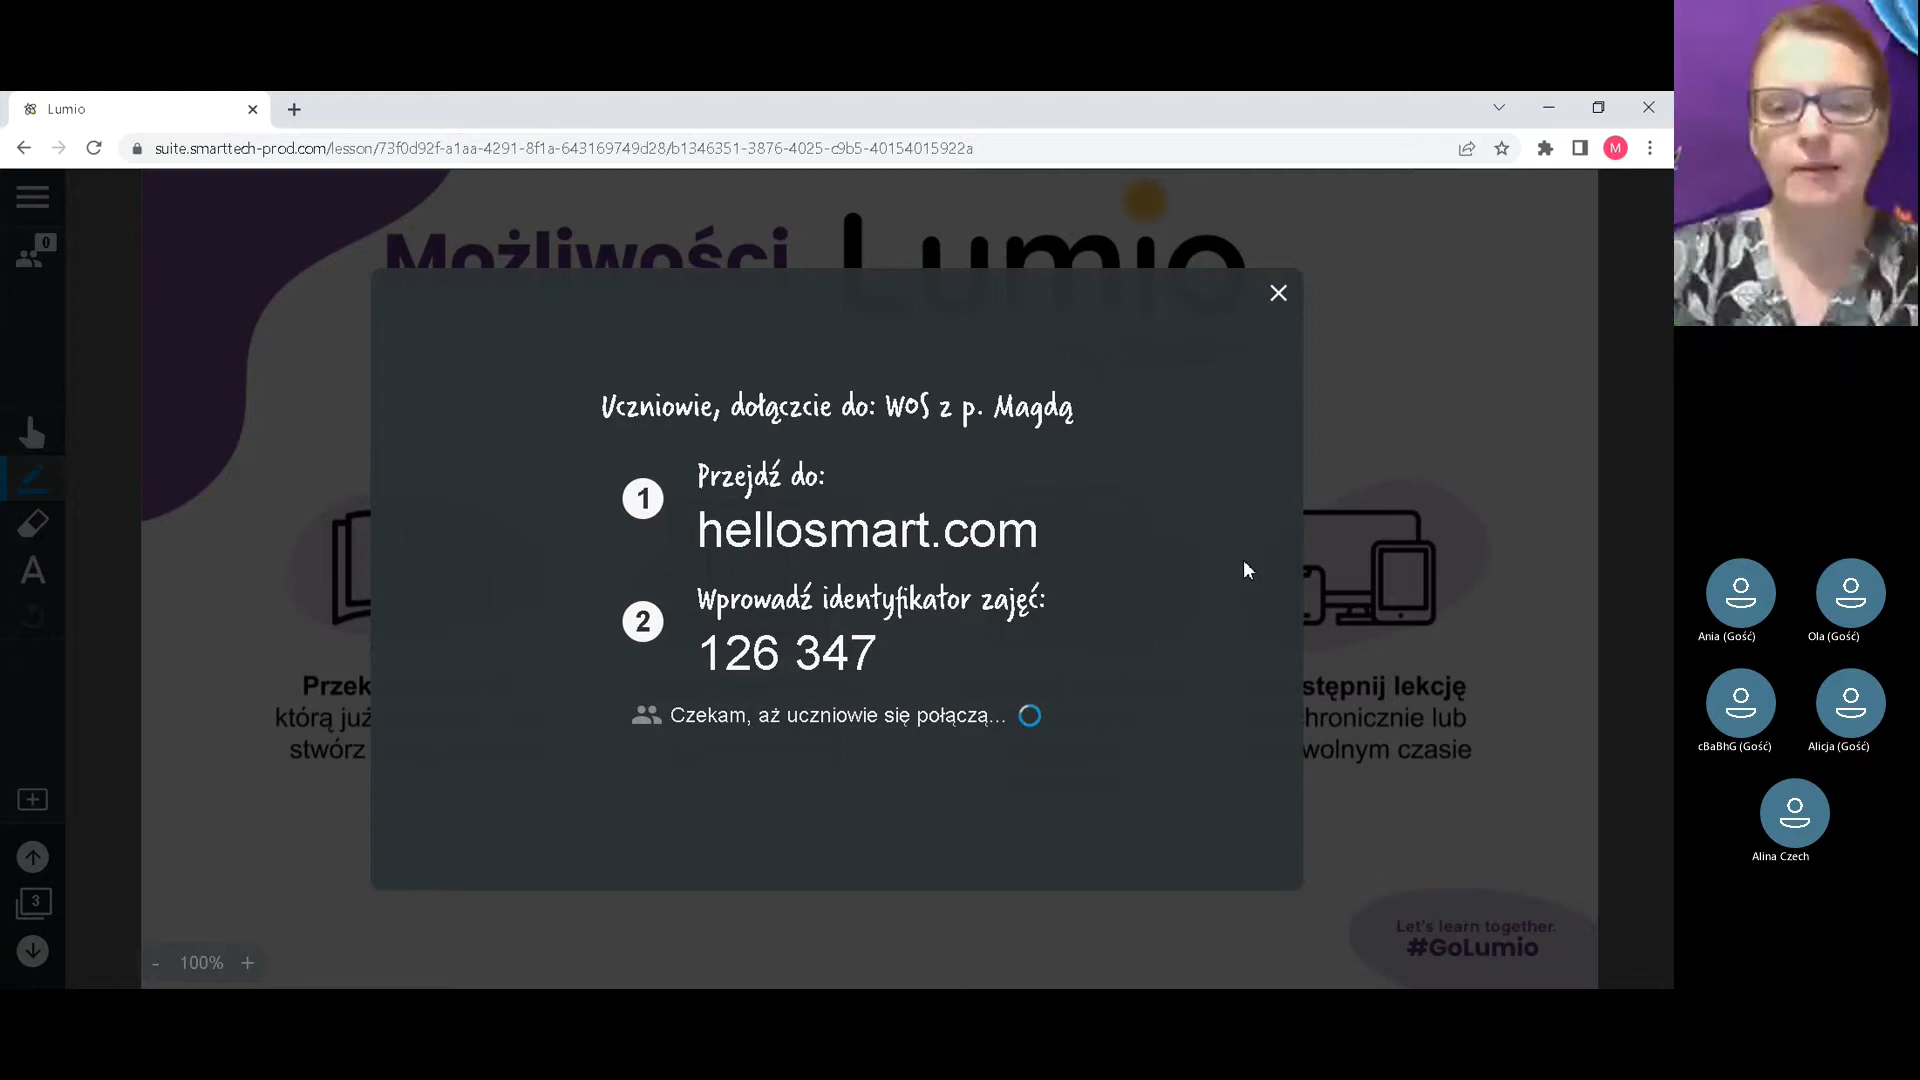 Lumio
suite.smarttech-prod.com/lesson/73f0d92f-a1aa-4291-8f1a-643169749d28/b1346351-3876-4025-c9b5-40154015922a
M
0
Możliwości Lumio
Uczniowie, dołączcie do: WOS z p. Magdą
1 Przejdź do:
hellosmart.com
2 Wprowadź identyfikator zajęć:
126 347
Czekam, aż uczniowie się połączą...
Przek
którą już
stwórz
stępnij lekcję
hronicznie lub
wolnym czasie
A
3
- 100% +
Let's learn together.
#GoLumio
Ania (Gość)
Ola (Gość)
cBaBhG (Gość)
Alicja (Gość)
Alina Czech